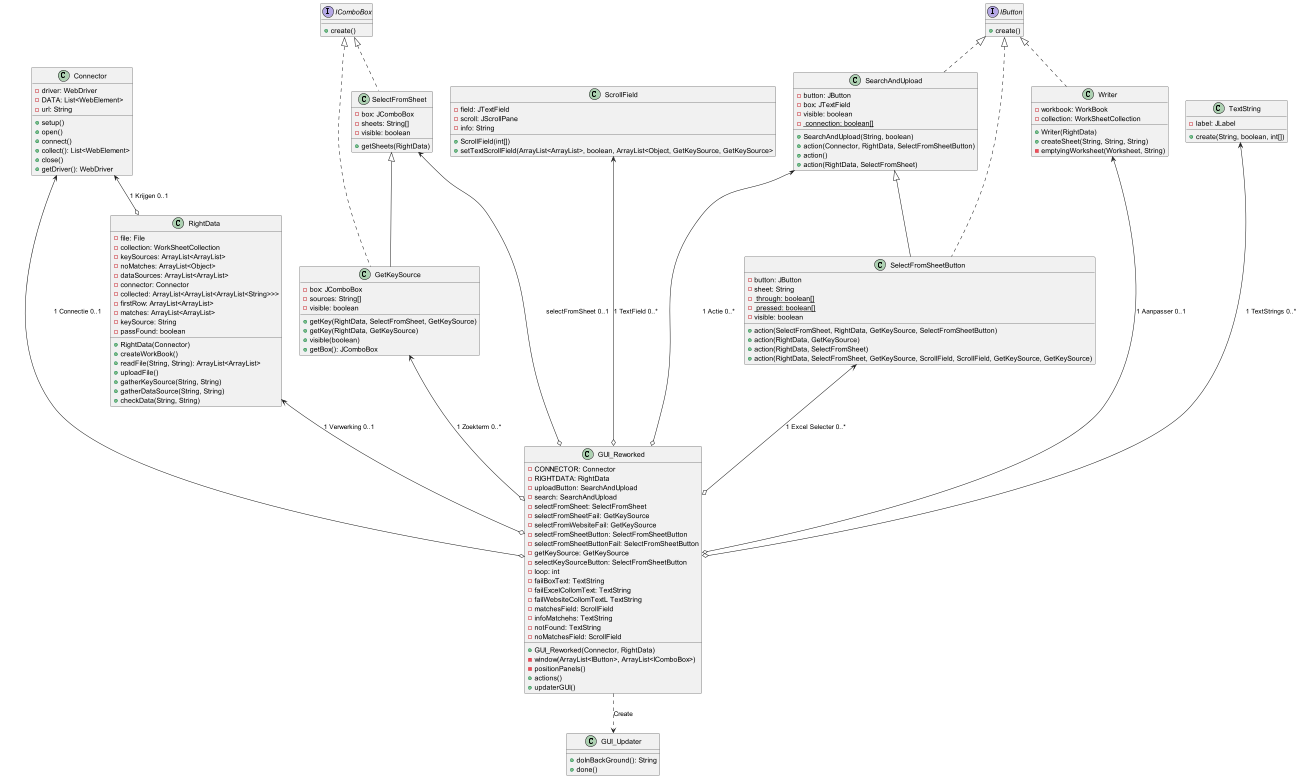 I IComboBox
create()
I IButton
create()
C Connector
driver: WebDriver
DATA: List<WebElement>
url: String
setup()
open()
connect()
collect(): List<WebElement>
close()
getDriver(): WebDriver
C SelectFromSheet
box: JComboBox
sheets: String[]
visible: boolean
getSheets(RightData)
C ScrollField
field: JTextField
scroll: JScrollPane
info: String
ScrollField(int[])
setTextScrollField(ArrayList<ArrayList>, boolean, ArrayList<Object, GetKeySource, GetKeySource>
C SearchAndUpload
button: JButton
box: JTextField
visible: boolean
connection: boolean[]
SearchAndUpload(String, boolean)
action(Connector, RightData, SelectFromSheetButton)
action()
action(RightData, SelectFromSheet)
C Writer
workbook: WorkBook
collection: WorkSheetCollection
Writer(RightData)
createSheet(String, String, String)
emptyingWorksheet(Worksheet, String)
C TextString
label: JLabel
create(String, boolean, int[])
1 Krijgen 0..1
C RightData
file: File
collection: WorkSheetCollection
keySources: ArrayList<ArrayList>
noMatches: ArrayList<Object>
dataSources: ArrayList<ArrayList>
connector: Connector
collected: ArrayList<ArrayList<ArrayList<String>>>
firstRow: ArrayList<ArrayList>
matches: ArrayList<ArrayList>
keySource: String
passFound: boolean
RightData(Connector)
createWorkBook()
readFile(String, String): ArrayList<ArrayList>
uploadFile()
gatherKeySource(String, String)
gatherDataSource(String, String)
checkData(String, String)
C GetKeySource
box: JComboBox
sources: String[]
visible: boolean
getKey(RightData, SelectFromSheet, GetKeySource)
getKey(RightData, GetKeySource)
visible(boolean)
getBox(): JComboBox
C SelectFromSheetButton
button: JButton
sheet: String
through: boolean[]
pressed: boolean[]
visible: boolean
action(SelectFromSheet, RightData, GetKeySource, SelectFromSheetButton)
action(RightData, GetKeySource)
action(RightData, SelectFromSheet)
action(RightData, SelectFromSheet, GetKeySource, ScrollField, ScrollField, GetKeySource, GetKeySource)
1 Connectie 0..1
selectFromSheet 0..1
1 TextField 0..*
1 Actie 0..*
1 Aanpasser 0..1
1 TextStrings 0..*
1 Verwerking 0..1
1 Zoekterm 0..*
1 Excel Selecter 0..*
C GUI_Reworked
CONNECTOR: Connector
RIGHTDATA: RightData
uploadButton: SearchAndUpload
search: SearchAndUpload
selectFromSheet: SelectFromSheet
selectFromSheetFail: GetKeySource
selectFromWebsiteFail: GetKeySource
selectFromSheetButton: SelectFromSheetButton
selectFromSheetButtonFail: SelectFromSheetButton
getKeySource: GetKeySource
selectKeySourceButton: SelectFromSheetButton
loop: int
failBoxText: TextString
failExcelCollomText: TextString
failWebsiteCollomTextL TextString
matchesField: ScrollField
infoMatchehs: TextString
notFound: TextString
noMatchesField: ScrollField
GUI_Reworked(Connector, RightData)
window(ArrayList<IButton>, ArrayList<IComboBox>)
positionPanels()
actions()
updaterGUI()
Create
C GUI_Updater
doInBackGround(): String
done()